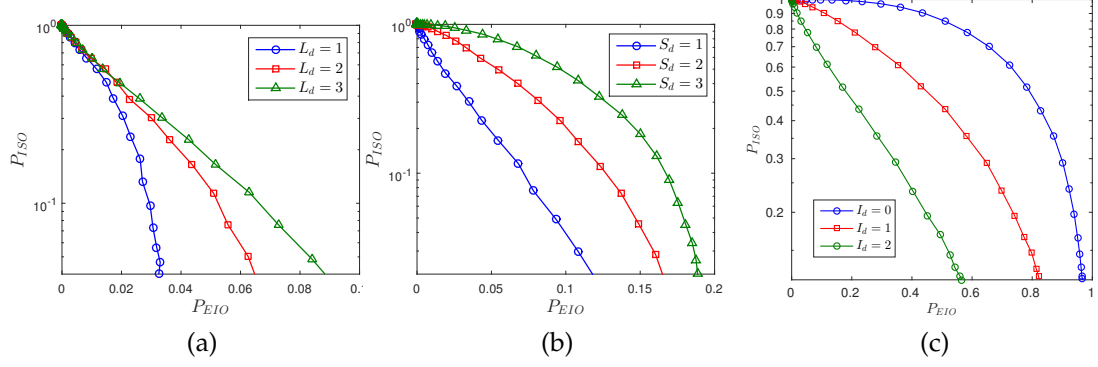 10^0
10^-1
P_ISO
0
0.02
0.04
0.06
0.08
0.1
P_EIO
L_d = 1
L_d = 2
L_d = 3
(a)
10^0
10^-1
P_ISO
0
0.05
0.1
0.15
0.2
P_EIO
S_d = 1
S_d = 2
S_d = 3
(b)
0.9
0.8
0.7
0.6
0.5
0.4
0.3
0.2
P_ISO
0
0.2
0.4
0.6
0.8
1
P_EIO
I_d = 0
I_d = 1
I_d = 2
(c)